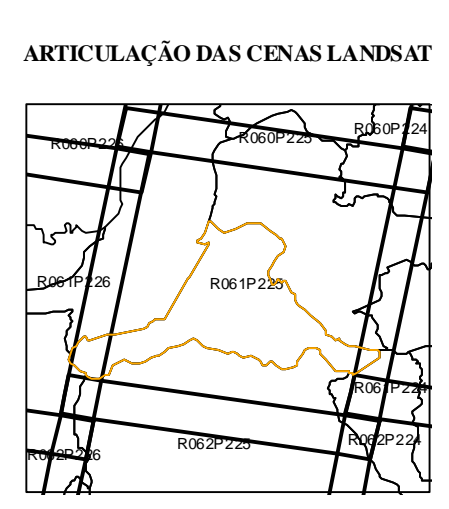 ARTICULAÇÃO DAS CENAS LANDSAT
R060P224
R060P225
R060P226
R061P226
R061P225
R061P224
R062P224
R062P225
R062P226